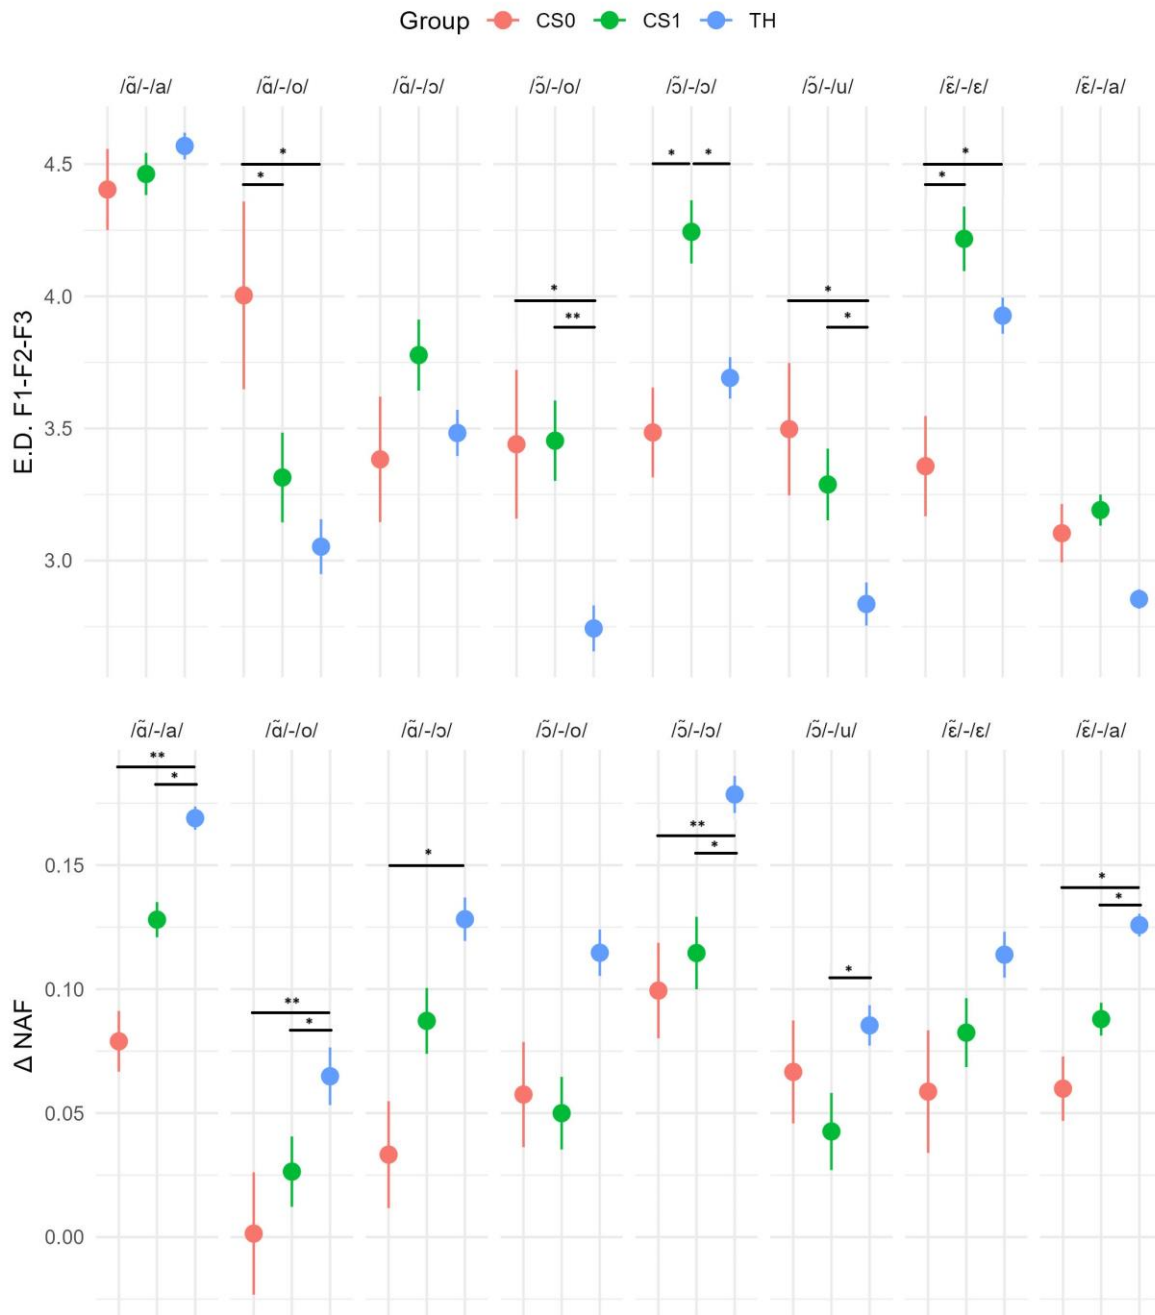 Group CS0 CS1 TH
/ɑ̃/-/a/ /ɑ̃/-/o/ /ɑ̃/-/ɔ/ /ɔ̃/-/o/ /ɔ̃/-/ɔ/ /ɔ̃/-/u/ /ɛ̃/-/ɛ/ /ɛ̃/-/a/
E.D. F1-F2-F3
4.5
4.0
3.5
3.0
* * * * * *
* * * ** * *
/ɑ̃/-/a/ /ɑ̃/-/o/ /ɑ̃/-/ɔ/ /ɔ̃/-/o/ /ɔ̃/-/ɔ/ /ɔ̃/-/u/ /ɛ̃/-/ɛ/ /ɛ̃/-/a/
Δ NAF
0.15
0.10
0.05
0.00
** ** * ** * *
* * * *